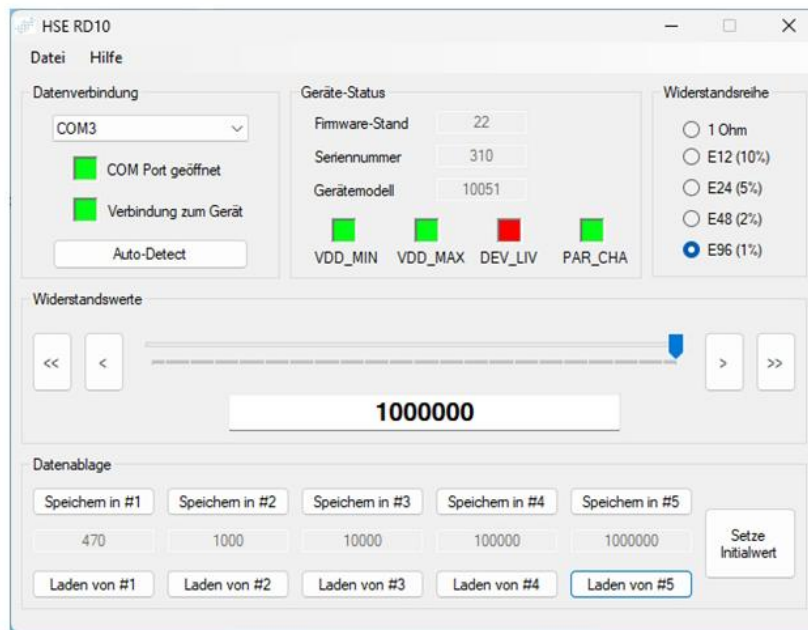 HSE RD10
Datei Hilfe
Datenverbindung
COM3
COM Port geöffnet
Verbindung zum Gerät
Auto-Detect
Geräte-Status
Firmware-Stand 22
Seriennummer 310
Gerätemodell 10051
VDD_MIN VDD_MAX DEV_LIV PAR_CHA
Widerstandsreihe
1 Ohm
E12 (10%)
E24 (5%)
E48 (2%)
E96 (1%)
Widerstandswerte
<< < > >>
1000000
Datenablage
Speichern in #1 Speichern in #2 Speichern in #3 Speichern in #4 Speichern in #5
470 1000 10000 100000 1000000
Laden von #1 Laden von #2 Laden von #3 Laden von #4 Laden von #5
Setze
Initialwert